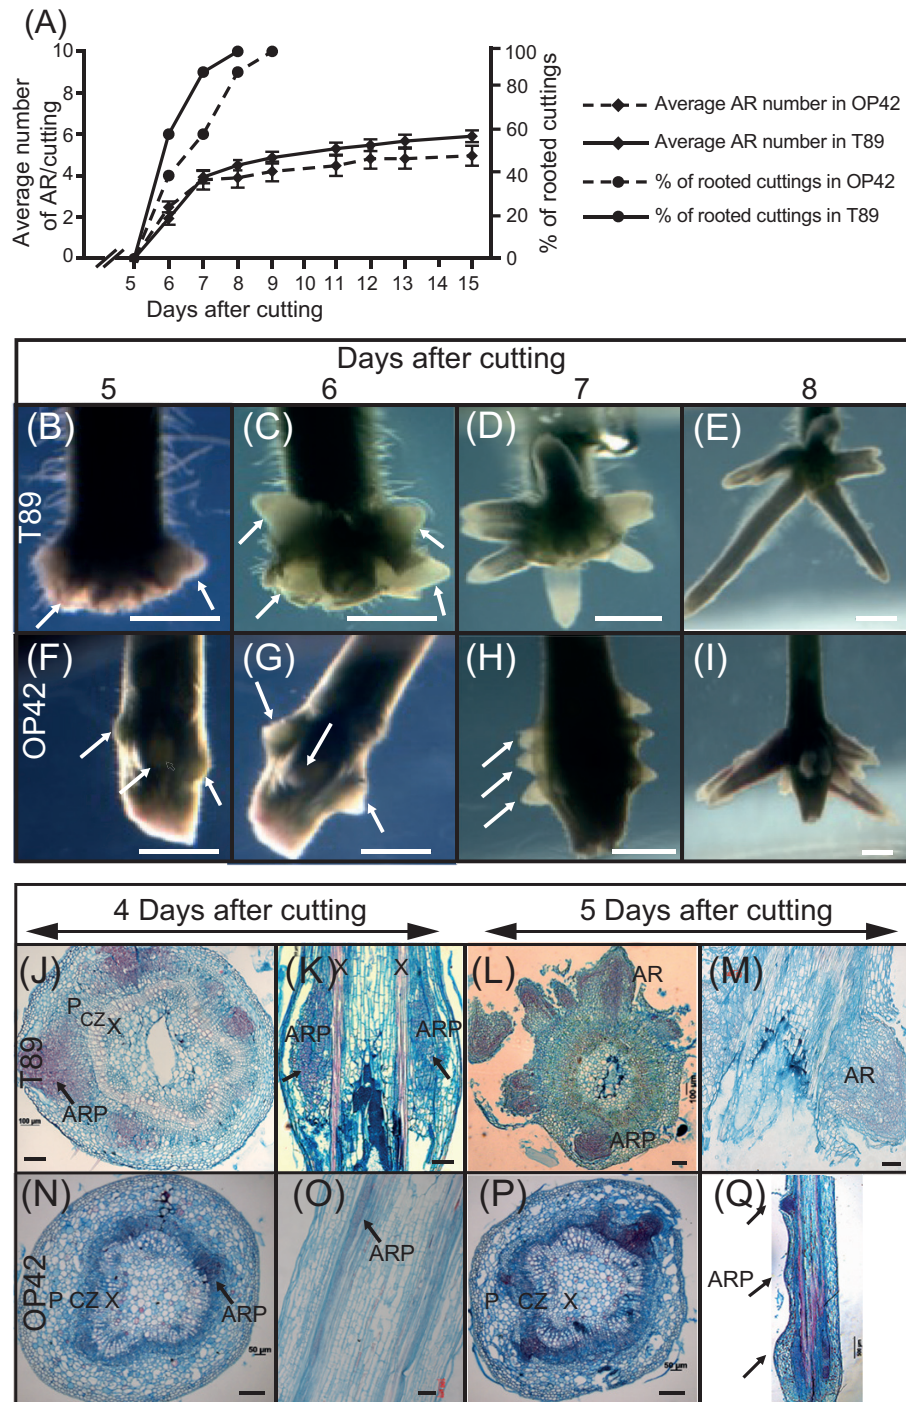 (A)
Average number
of AR/cutting
10
8
6
4
2
0
100
80
60
40
20
0
% of rooted cuttings
5 6 7 8 9 10 11 12 13 14 15
Days after cutting
Average AR number in OP42
Average AR number in T89
% of rooted cuttings in OP42
% of rooted cuttings in T89
Days after cutting
5 6 7 8
T89
(B) (C) (D) (E)
OP42
(F) (G) (H) (I)
4 Days after cutting 5 Days after cutting
T89
(J) (K) (L) (M)
P CZ X
ARP
100 µm
X X
ARP ARP
AR
ARP
100 µm
AR
OP42
(N) (O) (P) (Q)
P CZ X
ARP
50 µm
ARP
P CZ X
50 µm
ARP